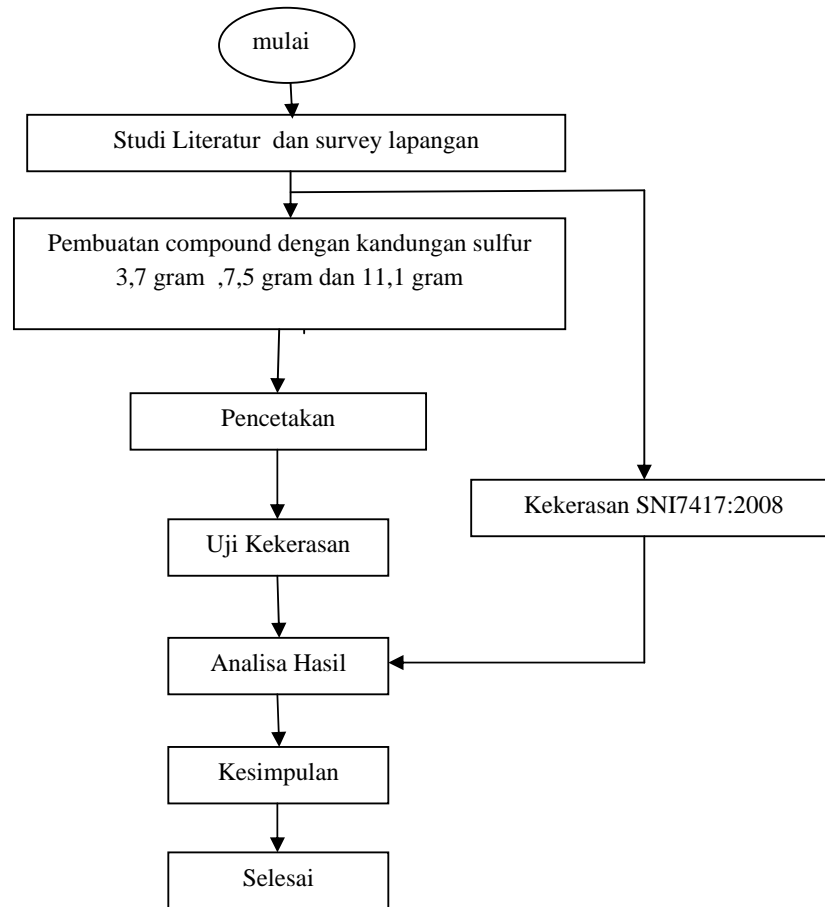 mulai
Studi Literatur dan survey lapangan
Pembuatan compound dengan kandungan sulfur
3,7 gram ,7,5 gram dan 11,1 gram
Pencetakan
Kekerasan SNI7417:2008
Uji Kekerasan
Analisa Hasil
Kesimpulan
Selesai